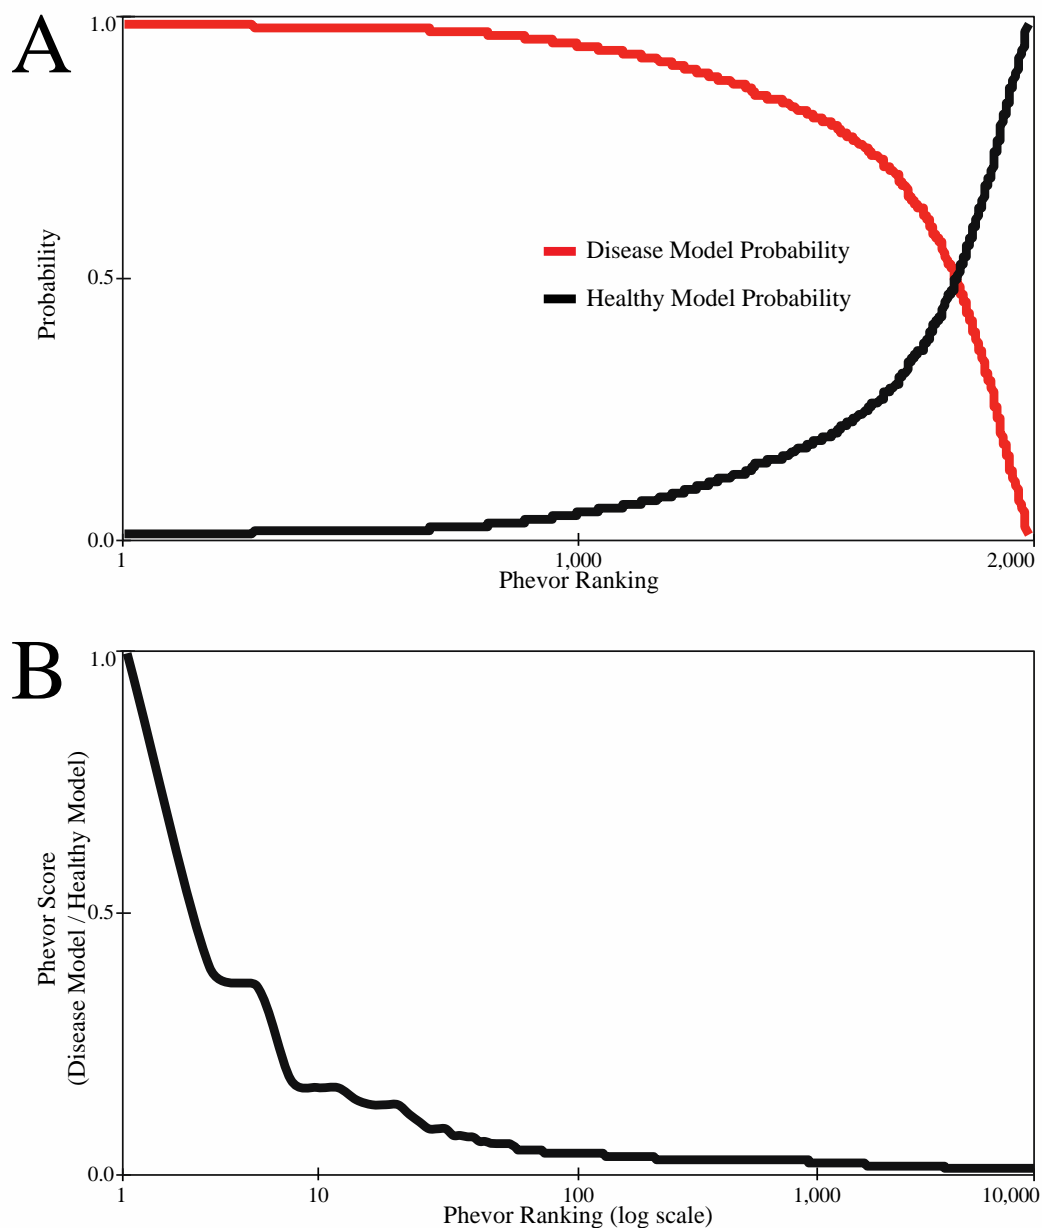 A
1.0
Probability
0.5
0.0
Disease Model Probability
Healthy Model Probability
1
1,000
2,000
Phevor Ranking
B
1.0
Phevor Score
(Disease Model / Healthy Model)
0.5
0.0
1
10
100
1,000
10,000
Phevor Ranking (log scale)